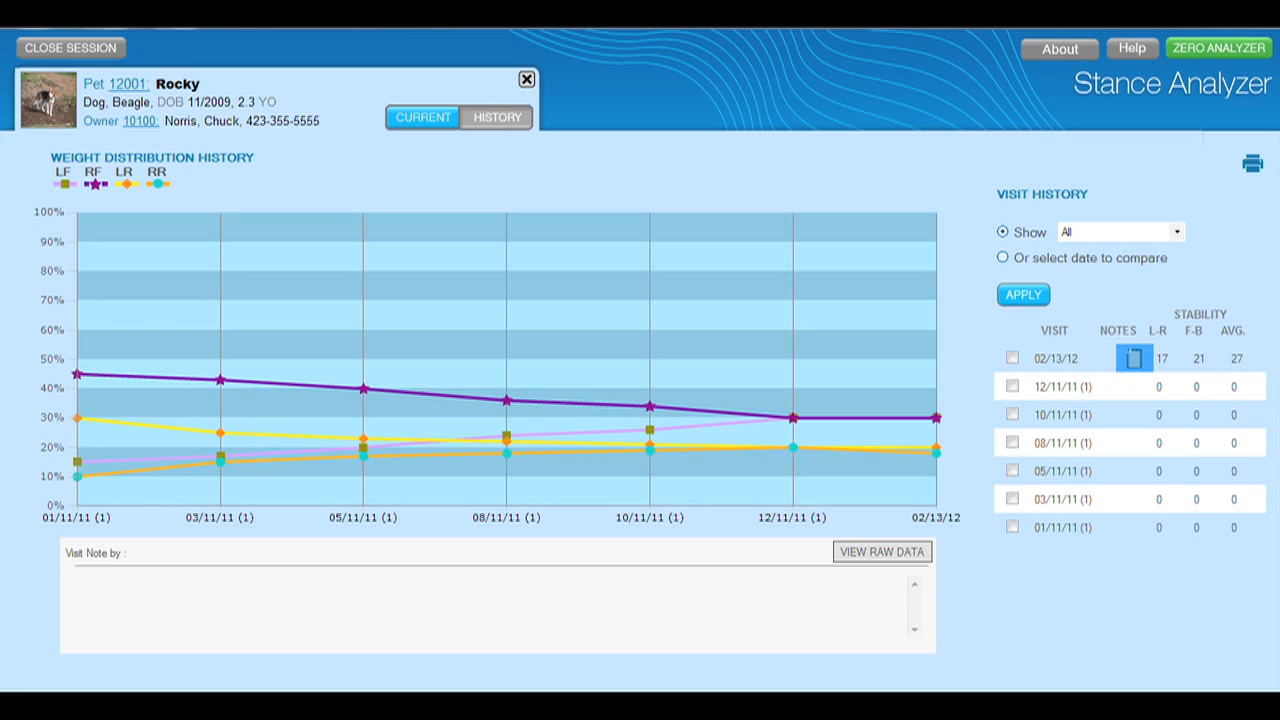 CLOSE SESSION
About
Help
ZERO ANALYZER
Stance Analyzer
Pet 12001: Rocky
Dog, Beagle, DOB 11/2009, 2.3 YO
Owner 10100: Norris, Chuck, 423-355-5555
CURRENT
HISTORY
WEIGHT DISTRIBUTION HISTORY
LF RF LR RR
100%
90%
80%
70%
60%
50%
40%
30%
20%
10%
0%
01/11/11 (1) 03/11/11 (1) 05/11/11 (1) 08/11/11 (1) 10/11/11 (1) 12/11/11 (1) 02/13/12
Visit Note by :
VIEW RAW DATA
VISIT HISTORY
Show All
Or select date to compare
APPLY
STABILITY
VISIT NOTES L-R F-B AVG.
02/13/12 17 21 27
12/11/11 (1) 0 0 0
10/11/11 (1) 0 0 0
08/11/11 (1) 0 0 0
05/11/11 (1) 0 0 0
03/11/11 (1) 0 0 0
01/11/11 (1) 0 0 0